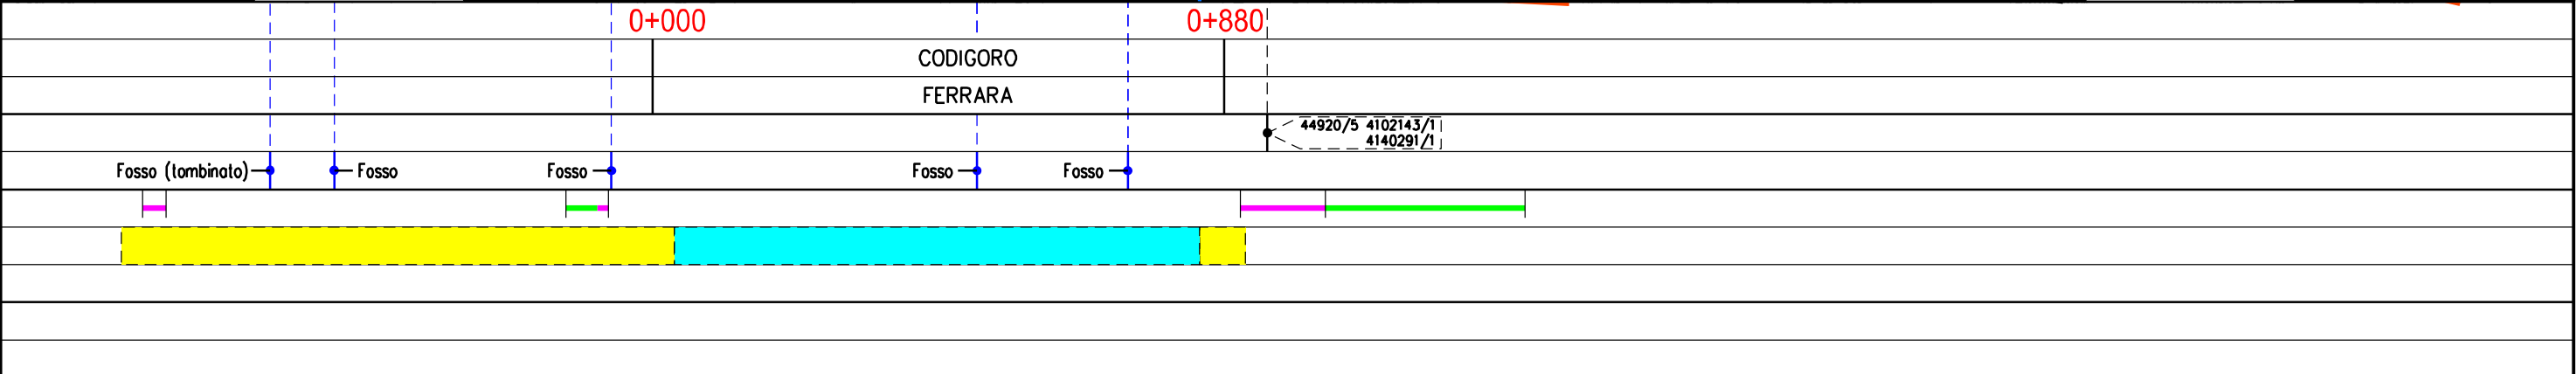 0+000 0+880
CODIGORO
FERRARA
44920/5 4102143/1
4140291/1
Fosso (tombinato) Fosso Fosso Fosso Fosso